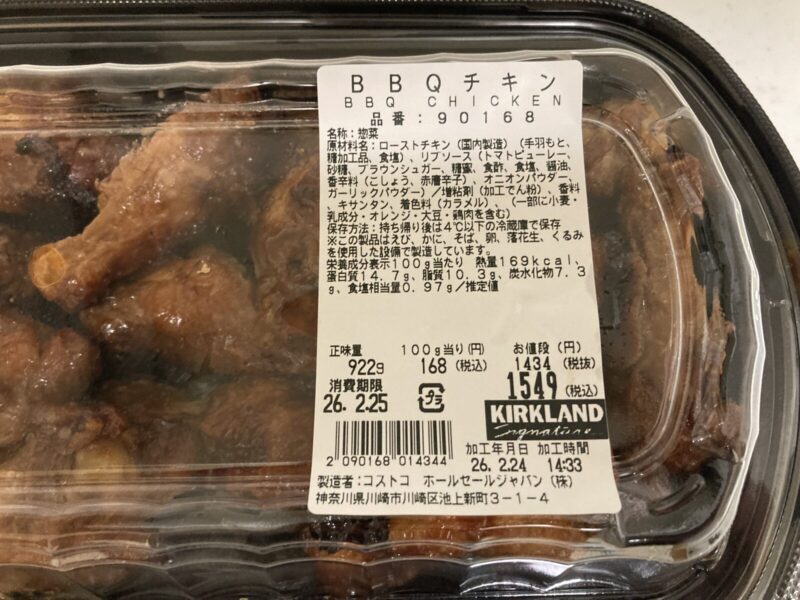 BBQチキン
BBQ CHICKEN
品番:90168
名称:惣菜
原材料名:ローストチキン(国内製造)(手羽もと、
糖加工品、食塩)、リブソース(トマトピューレー、
砂糖、ブラウンシュガー、糖蜜、食酢、食塩、醤油、
香辛料(こしょう、赤唐辛子)、オニオンパウダー、
ガーリックパウダー)/増粘剤(加工でん粉)、香料
、キサンタン、着色料(カラメル)、(一部に小麦・
乳成分・オレンジ・大豆・鶏肉を含む)
保存方法:持ち帰り後は4℃以下の冷蔵庫で保存
※この製品はえび、かに、そば、卵、落花生、くるみ
を使用した設備で製造しています。
栄養成分表示100g当たり 熱量169kcal、
蛋白質14.7g、脂質10.3g、炭水化物7.3
g、食塩相当量0.97g/推定値
正味量 100g当り(円) お値段(円)
922g 168(税込) 1434(税抜)
消費期限 1549(税込)
26.2.25 プラ
KIRKLAND
Signature
加工年月日 加工時間
26.2.24 14:33
2 090168 014344
製造者:コストコ ホールセールジャパン(株)
神奈川県川崎市川崎区池上新町3-1-4